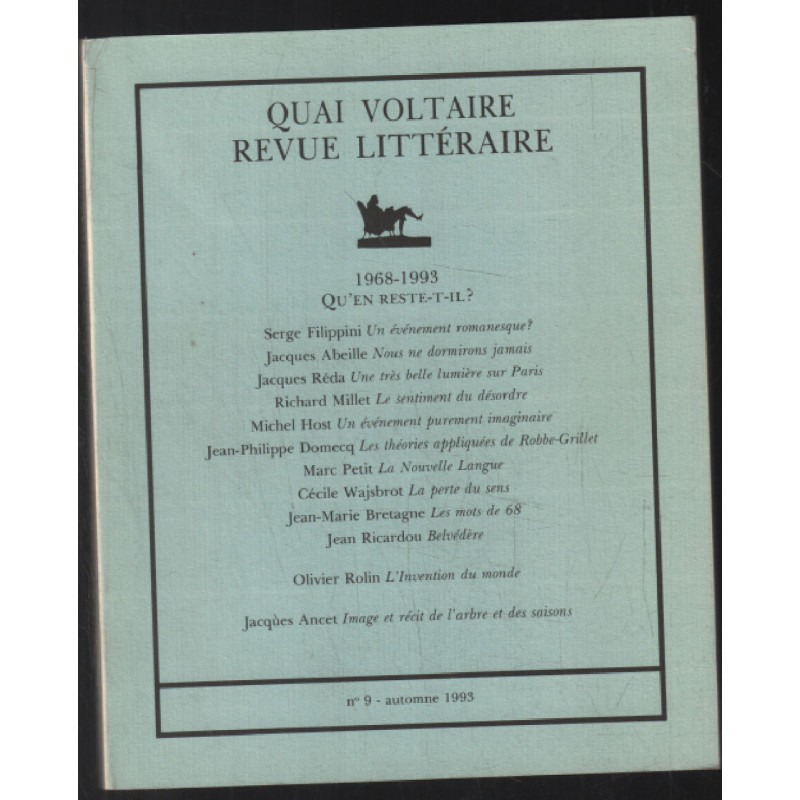 QUAI VOLTAIRE
REVUE LITTÉRAIRE
1968-1993
QU'EN RESTE-T-IL?
Serge Filippini Un événement romanesque?
Jacques Abeille Nous ne dormirons jamais
Jacques Réda Une très belle lumière sur Paris
Richard Millet Le sentiment du désordre
Michel Host Un événement purement imaginaire
Jean-Philippe Domecq Les théories appliquées de Robbe-Grillet
Marc Petit La Nouvelle Langue
Cécile Wajsbrot La perte du sens
Jean-Marie Bretagne Les mots de 68
Jean Ricardou Belvédère
Olivier Rolin L'Invention du monde
Jacques Ancet Image et récit de l'arbre et des saisons
n° 9 - automne 1993